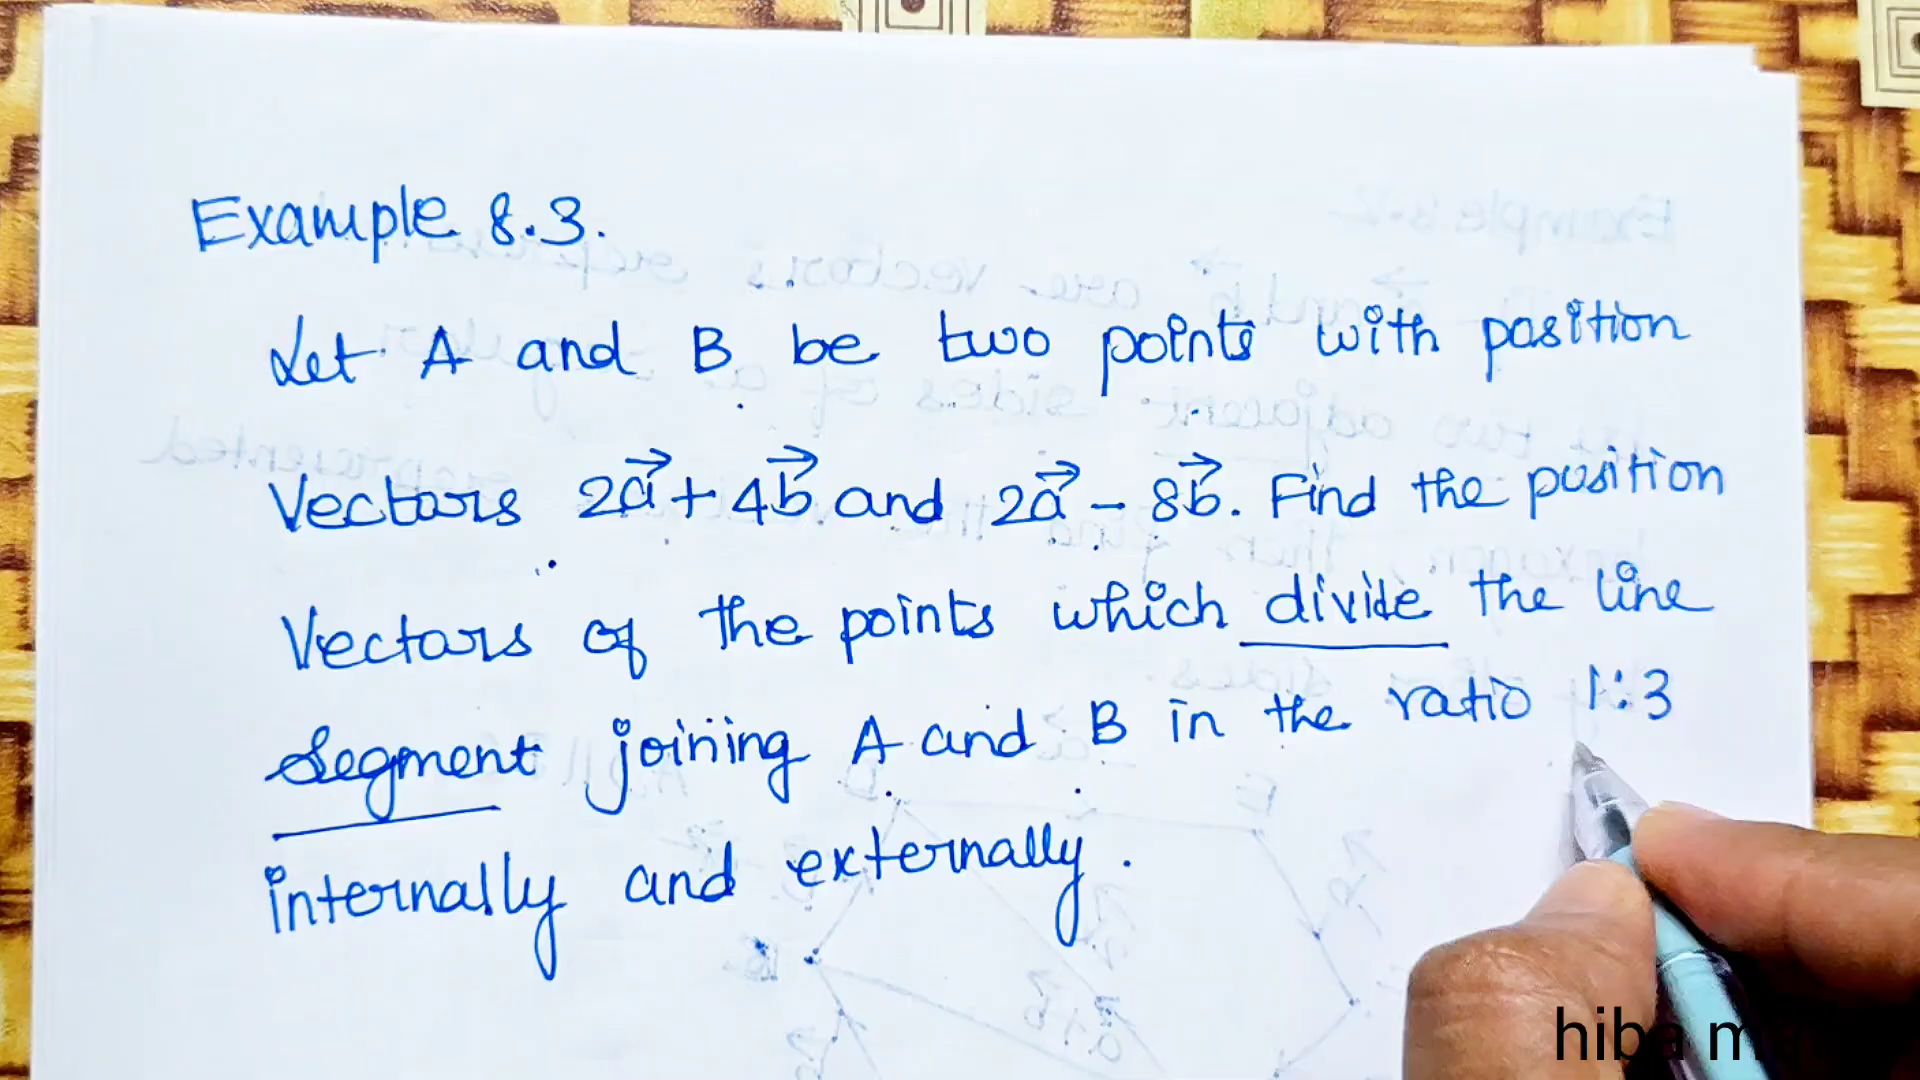 Example 8.3.
Let A and B be two points with position
Vectors 2a⃗ + 4b⃗ and 2a⃗ - 8b⃗. Find the position
Vectors of the points which divide the line
Segment joining A and B in the ratio 1:3
internally and externally.
hiba m